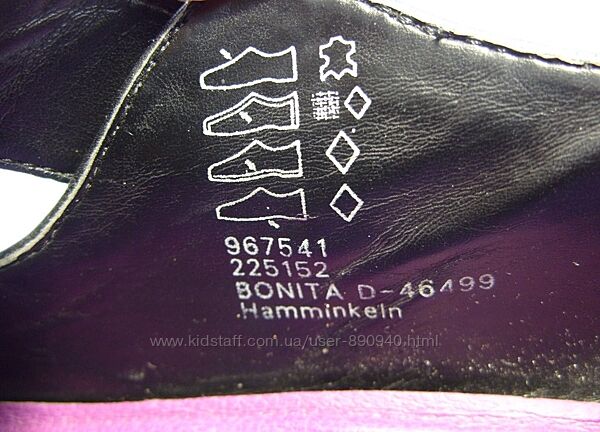 967541
225152
BONITA D-46499
Hamminkeln
www.kidstaff.com.ua/user-890940.html